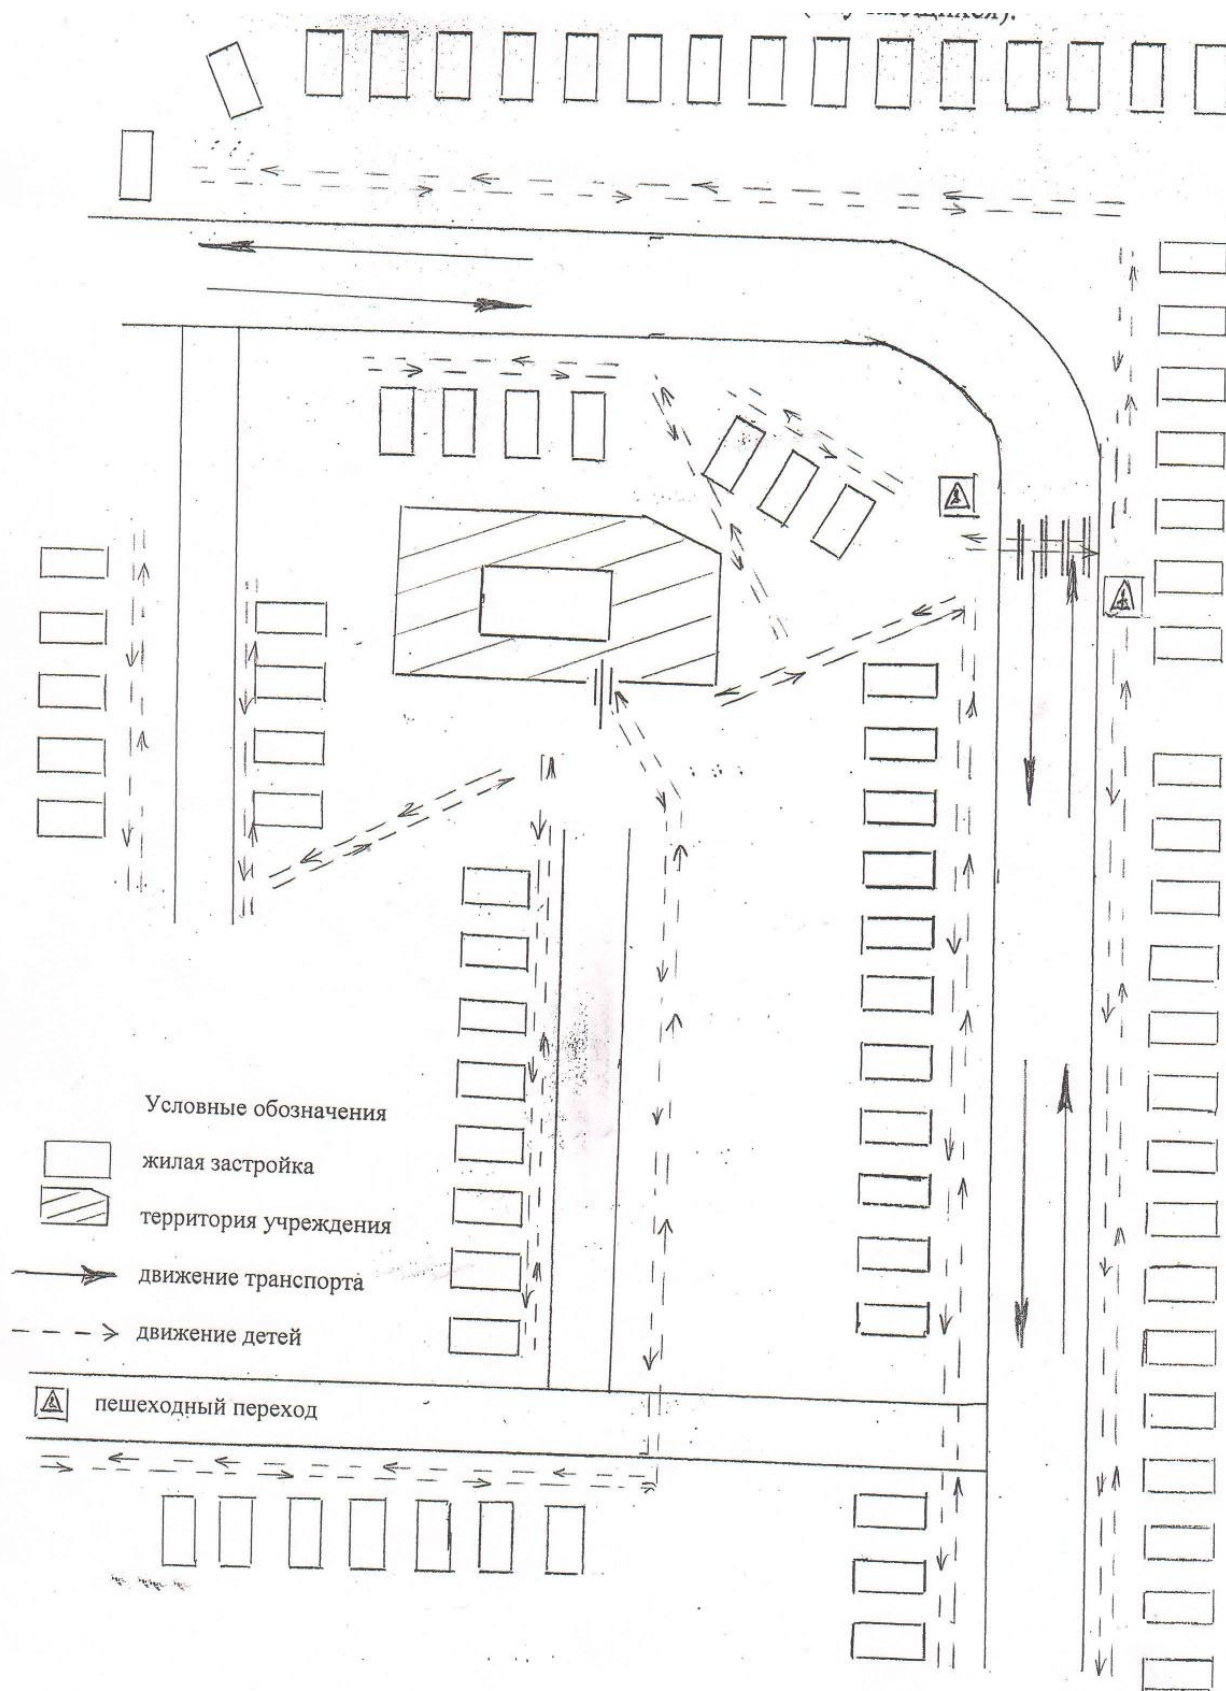 Условные обозначения
жилая застройка
территория учреждения
движение транспорта
движение детей
пешеходный переход